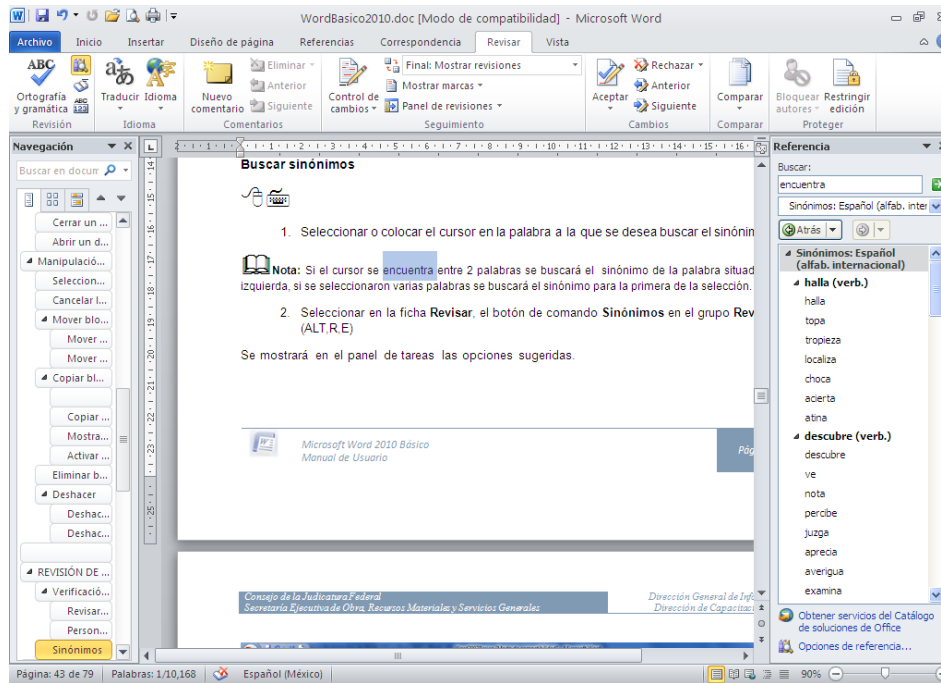 WordBasico2010.doc [Modo de compatibilidad] - Microsoft Word
Archivo Inicio Insertar Diseño de página Referencias Correspondencia Revisar Vista
ABC Ortografía y gramática
ABC 123
Revisión
Traducir Idioma
Idioma
Nuevo comentario
Eliminar
Anterior
Siguiente
Comentarios
Control de cambios
Final: Mostrar revisiones
Mostrar marcas
Panel de revisiones
Seguimiento
Aceptar
Rechazar
Anterior
Siguiente
Cambios
Comparar
Comparar
Bloquear autores
Restringir edición
Proteger
Navegación
Buscar en docum
Cerrar un ...
Abrir un d...
Manipulació...
Seleccion...
Cancelar l...
Mover blo...
Mover ...
Mover ...
Copiar bl...
Copiar ...
Mostra...
Activar ...
Eliminar b...
Deshacer
Deshac...
Deshac...
REVISIÓN DE ...
Verificació...
Revisar...
Person...
Sinónimos
Buscar sinónimos
1. Seleccionar o colocar el cursor en la palabra a la que se desea buscar el sinónin
Nota: Si el cursor se encuentra entre 2 palabras se buscará el sinónimo de la palabra situad
izquierda, si se seleccionaron varias palabras se buscará el sinónimo para la primera de la selección.
2. Seleccionar en la ficha Revisar, el botón de comando Sinónimos en el grupo Rev
(ALT,R,E)
Se mostrará en el panel de tareas las opciones sugeridas.
Microsoft Word 2010 Básico
Manual de Usuario
Pág
Consejo de la Judicatura Federal
Secretaría Ejecutiva de Obra, Recursos Materiales y Servicios Generales
Dirección General de Info
Dirección de Capacitaci
Referencia
Buscar:
encuentra
Sinónimos: Español (alfab. inter
Atrás
Sinónimos: Español
(alfab. internacional)
halla (verb.)
halla
topa
tropieza
localiza
choca
acierta
atina
descubre (verb.)
descubre
ve
nota
percibe
juzga
aprecia
averigua
examina
Obtener servicios del Catálogo
de soluciones de Office
Opciones de referencia...
Página: 43 de 79 Palabras: 1/10,168 Español (México) 90%